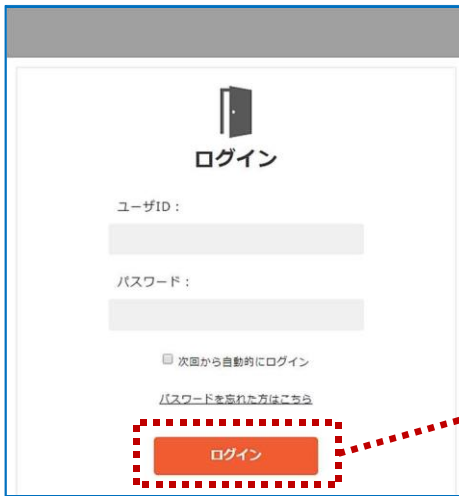 ログイン
ユーザID：
パスワード：
次回から自動的にログイン
パスワードを忘れた方はこちら
ログイン